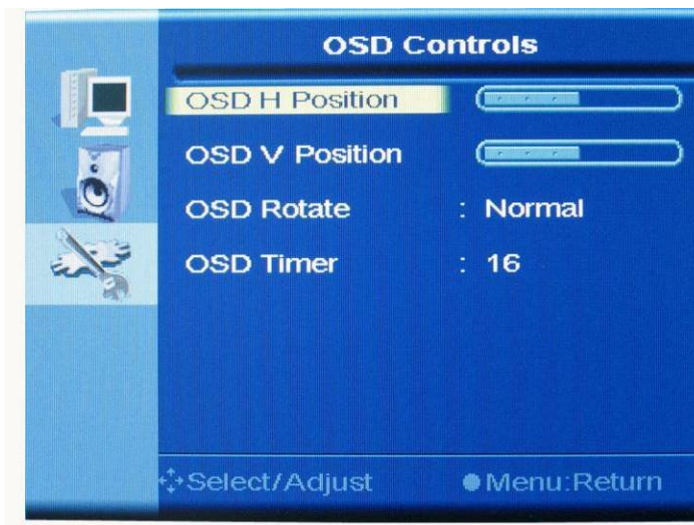 OSD Controls
OSD H Position
OSD V Position
OSD Rotate : Normal
OSD Timer : 16
Select/Adjust Menu:Return